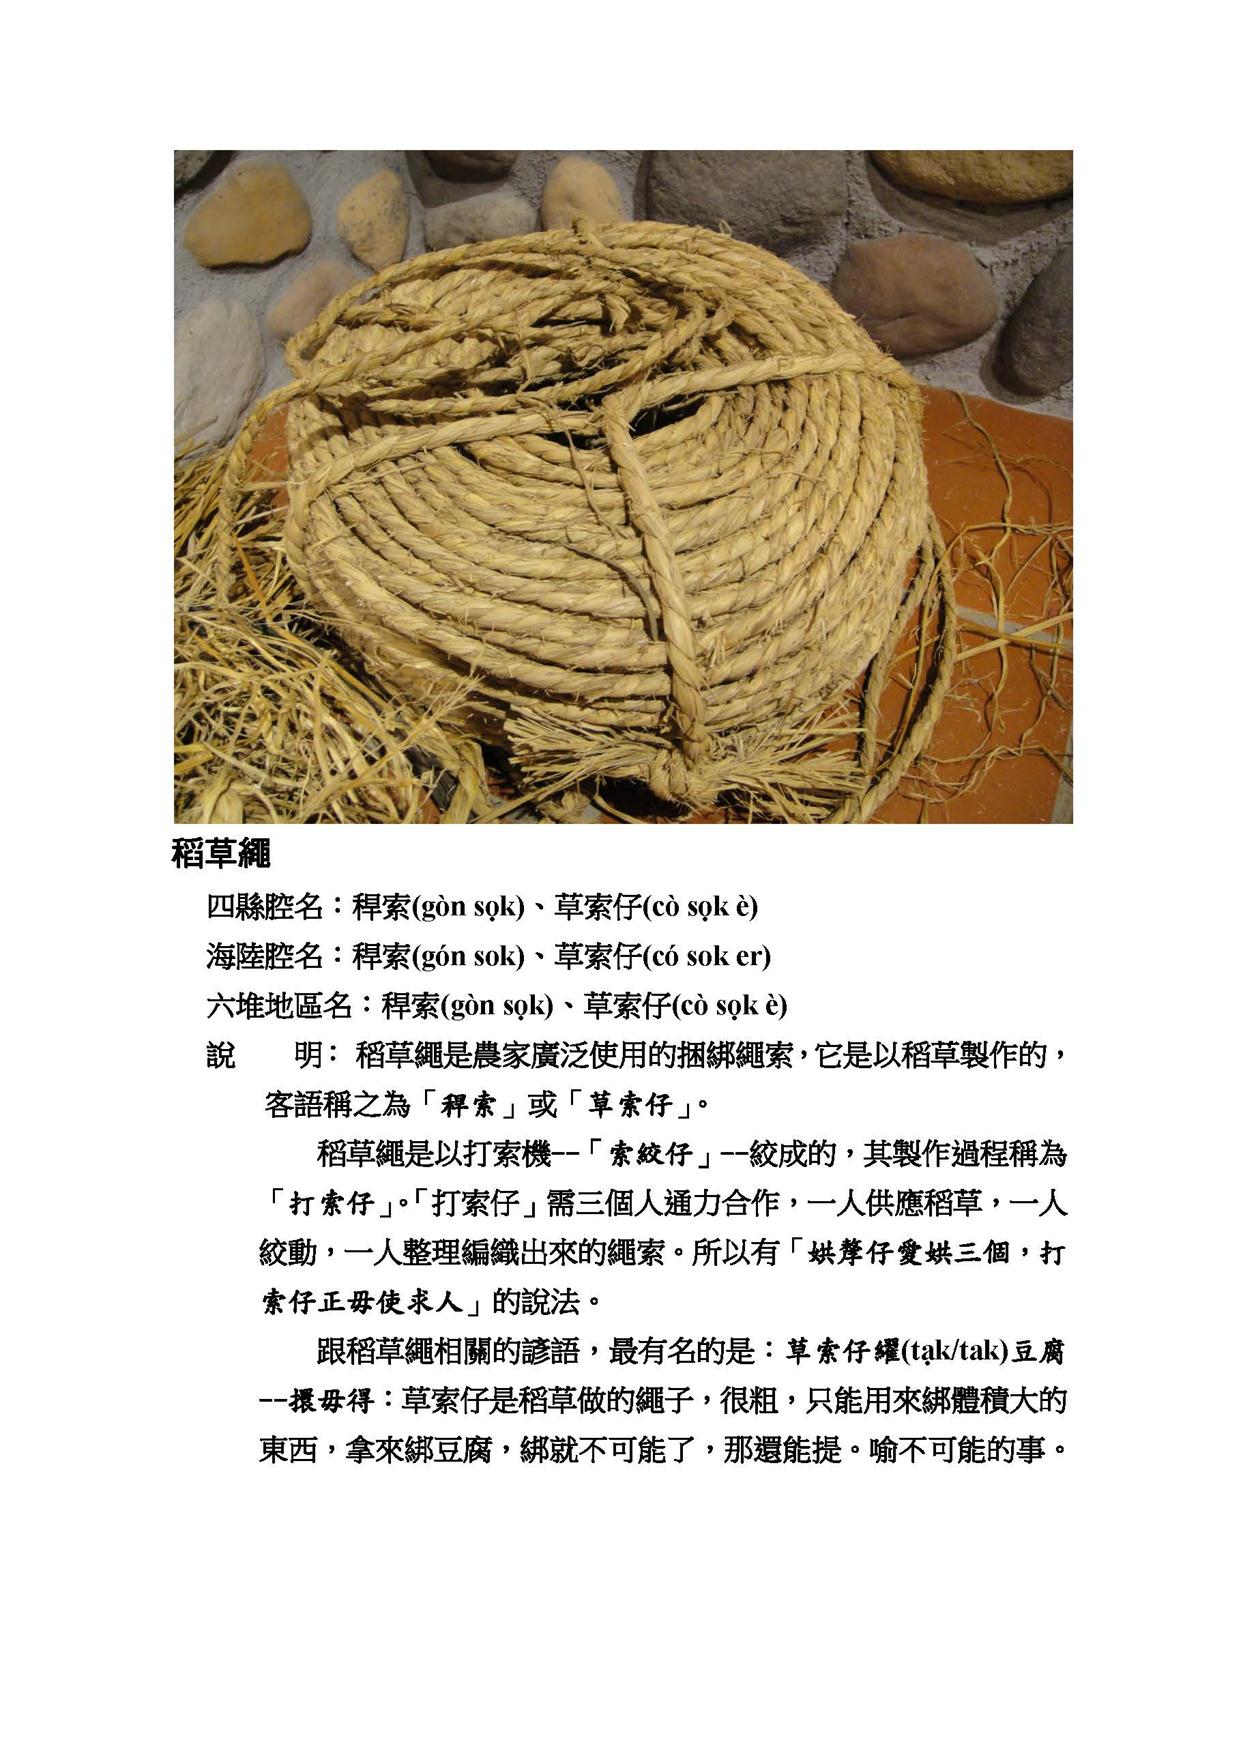 稻草繩
四縣腔名：稈索(gòn sọk)、草索仔(cò sọk è)
海陸腔名：稈索(gón sok)、草索仔(có sok er)
六堆地區名：稈索(gòn sọk)、草索仔(cò sọk è)
說　　明： 稻草繩是農家廣泛使用的捆綁繩索，它是以稻草製作的，
客語稱之為「稈索」或「草索仔」。
稻草繩是以打索機--「索絞仔」--絞成的，其製作過程稱為
「打索仔」。「打索仔」需三個人通力合作，一人供應稻草，一人
絞動，一人整理編織出來的繩索。所以有「娂犛仔愛娂三個，打
索仔正毋使求人」的說法。
跟稻草繩相關的諺語，最有名的是：草索仔䌈(tạk/tak)豆腐
--擐毋得：草索仔是稻草做的繩子，很粗，只能用來綁體積大的
東西，拿來綁豆腐，綁就不可能了，那還能提。喻不可能的事。